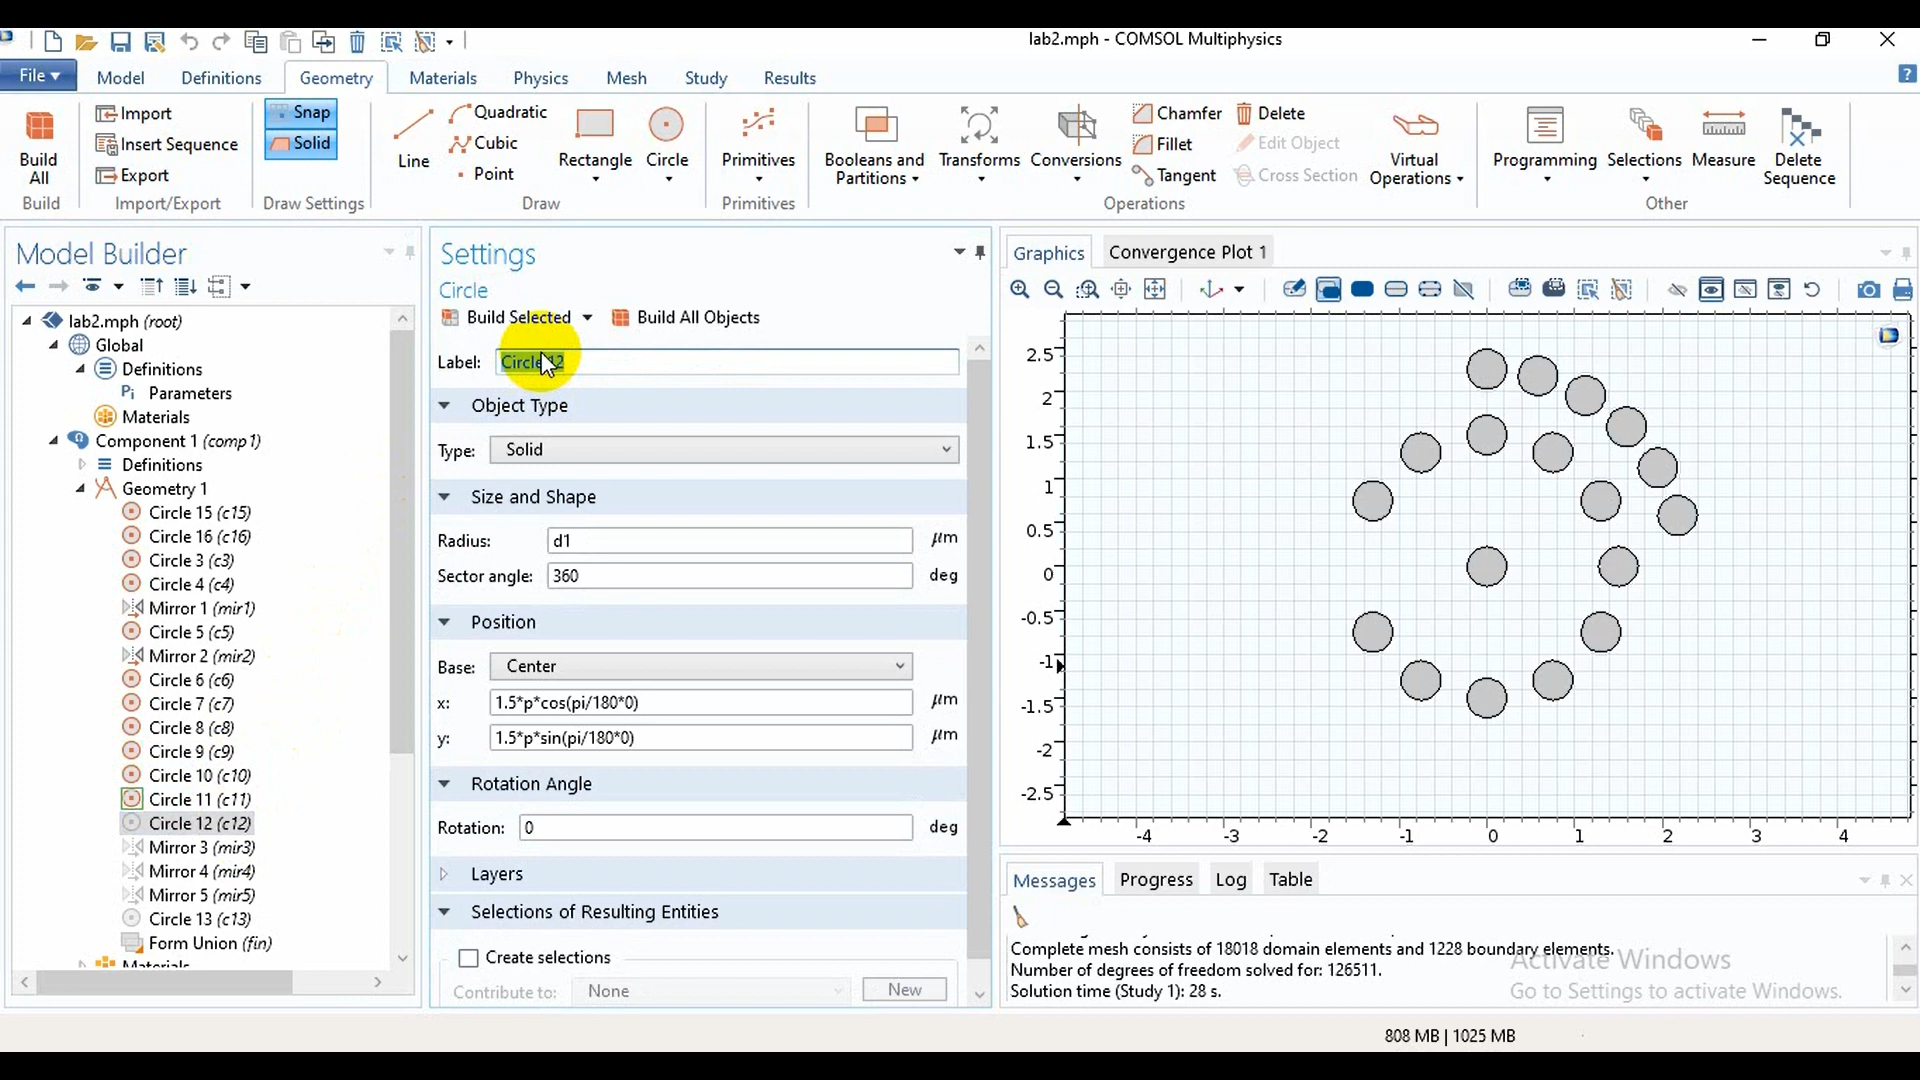 lab2.mph - COMSOL Multiphysics
File Model Definitions Geometry Materials Physics Mesh Study Results
Build All
Build
Import
Insert Sequence
Export
Import/Export
Snap
Solid
Draw Settings
Line
Quadratic
Cubic
Point
Rectangle
Circle
Draw
Primitives
Primitives
Booleans and Partitions
Transforms
Conversions
Chamfer
Fillet
Tangent
Delete
Edit Object
Cross Section
Virtual Operations
Operations
Programming
Selections
Measure
Delete Sequence
Other
Model Builder
lab2.mph (root)
Global
Definitions
Pi Parameters
Materials
Component 1 (comp1)
Definitions
Geometry 1
Circle 15 (c15)
Circle 16 (c16)
Circle 3 (c3)
Circle 4 (c4)
Mirror 1 (mir1)
Circle 5 (c5)
Mirror 2 (mir2)
Circle 6 (c6)
Circle 7 (c7)
Circle 8 (c8)
Circle 9 (c9)
Circle 10 (c10)
Circle 11 (c11)
Circle 12 (c12)
Mirror 3 (mir3)
Mirror 4 (mir4)
Mirror 5 (mir5)
Circle 13 (c13)
Form Union (fin)
Materials
Settings
Circle
Build Selected Build All Objects
Label: Circle 12
Object Type
Type: Solid
Size and Shape
Radius: d1 μm
Sector angle: 360 deg
Position
Base: Center
x: 1.5*p*cos(pi/180*0) μm
y: 1.5*p*sin(pi/180*0) μm
Rotation Angle
Rotation: 0 deg
Layers
Selections of Resulting Entities
Create selections
Contribute to: None New
Graphics Convergence Plot 1
2.5
2
1.5
1
0.5
0
-0.5
-1
-1.5
-2
-2.5
-4 -3 -2 -1 0 1 2 3 4
Messages Progress Log Table
Complete mesh consists of 18018 domain elements and 1228 boundary elements.
Number of degrees of freedom solved for: 126511.
Solution time (Study 1): 28 s.
Activate Windows
Go to Settings to activate Windows.
808 MB | 1025 MB